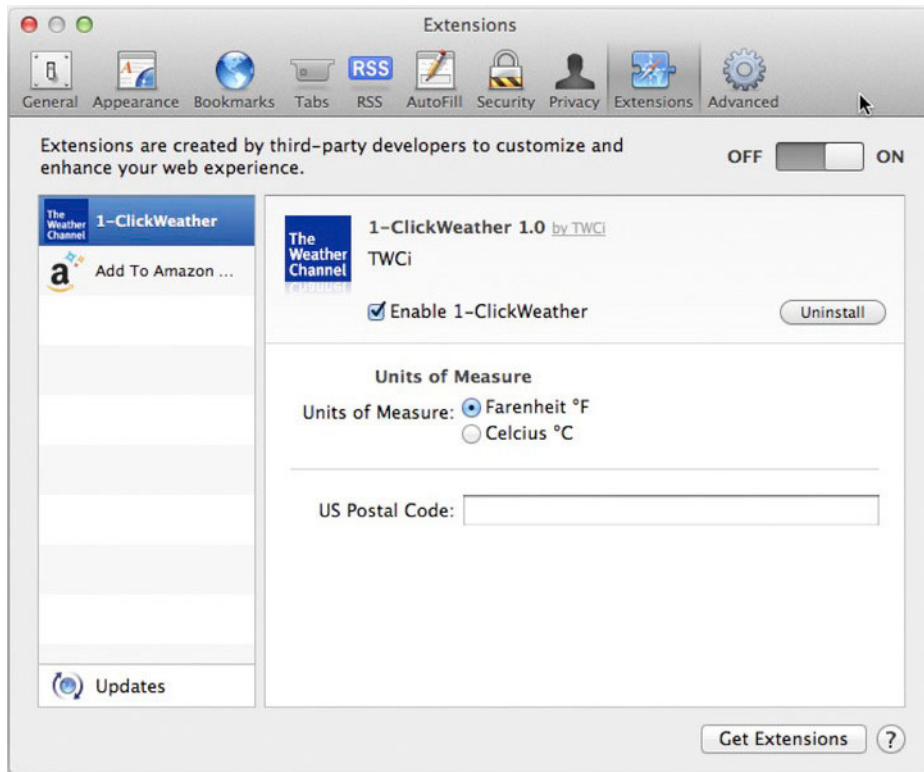 Extensions
RSS
General Appearance Bookmarks Tabs RSS AutoFill Security Privacy Extensions Advanced
Extensions are created by third-party developers to customize and
enhance your web experience.
OFF ON
The
Weather
Channel
1-ClickWeather
a
Add To Amazon ...
Updates
The
Weather
Channel
1-ClickWeather 1.0 by TWCi
TWCi
Enable 1-ClickWeather
Uninstall
Units of Measure
Units of Measure: Farenheit °F
Celcius °C
US Postal Code:
Get Extensions ?